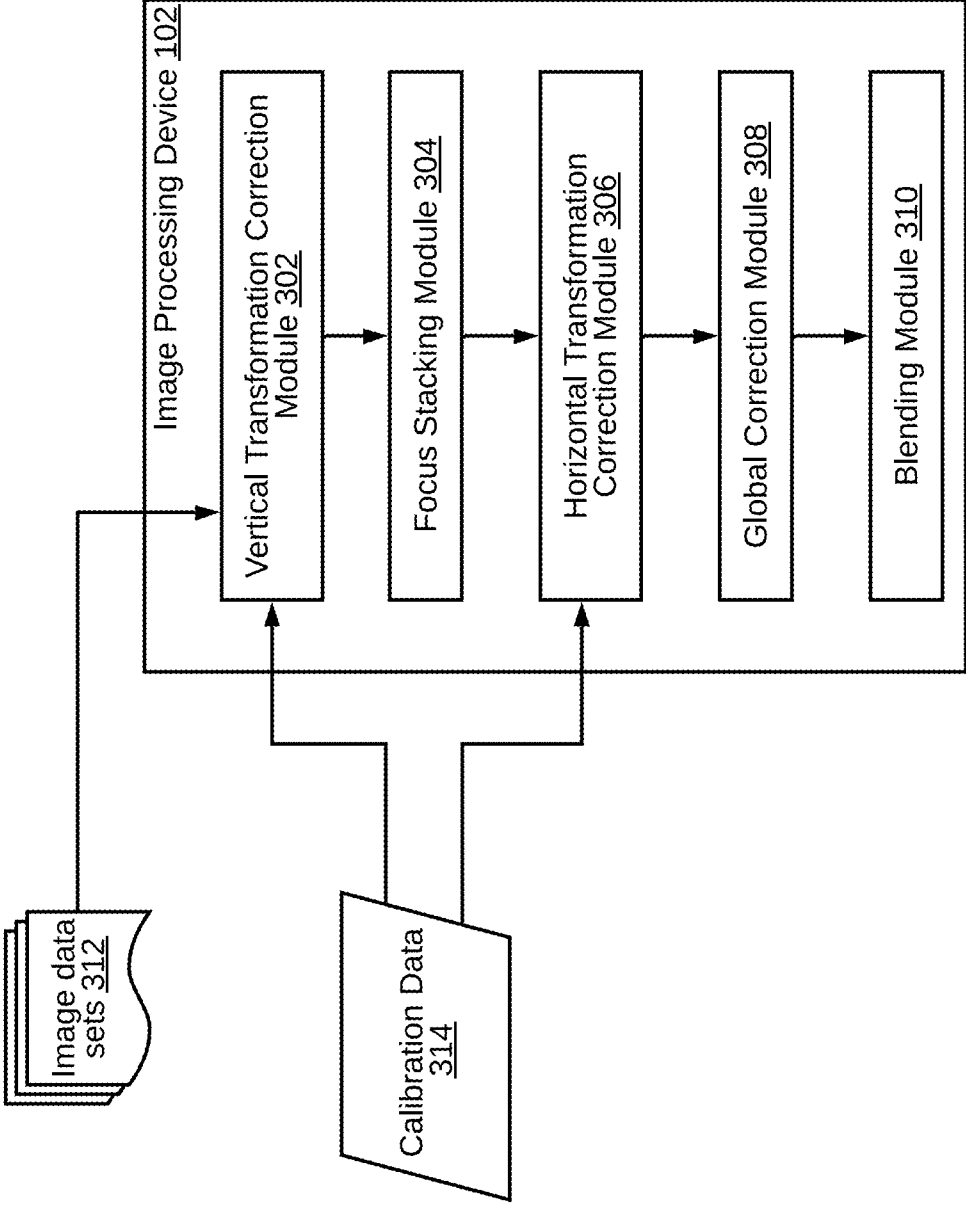 Image data
sets 312
Calibration Data
314
Image Processing Device 102
Vertical Transformation Correction
Module 302
Focus Stacking Module 304
Horizontal Transformation
Correction Module 306
Global Correction Module 308
Blending Module 310